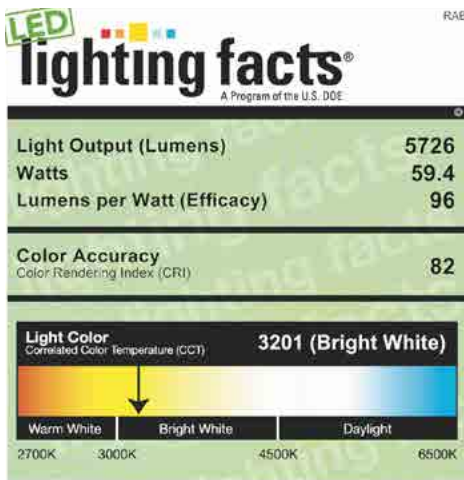 RAB
LED
lighting facts®
A Program of the U.S. DOE
Light Output (Lumens) 5726
Watts 59.4
Lumens per Watt (Efficacy) 96
Color Accuracy
Color Rendering Index (CRI) 82
Light Color
Correlated Color Temperature (CCT) 3201 (Bright White)
Warm White Bright White Daylight
2700K 3000K 4500K 6500K